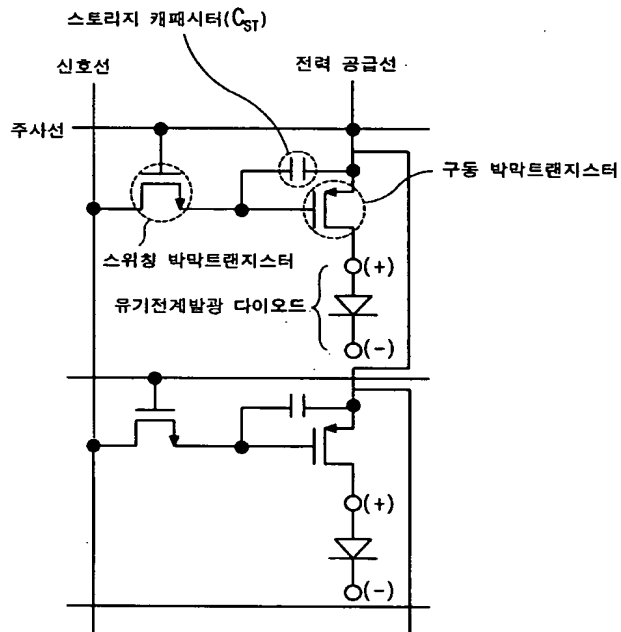 스토리지 캐패시터(C_ST)
신호선
전력 공급선
주사선
구동 박막트랜지스터
스위칭 박막트랜지스터
(+)
유기전계발광 다이오드
(-)
(+)
(-)